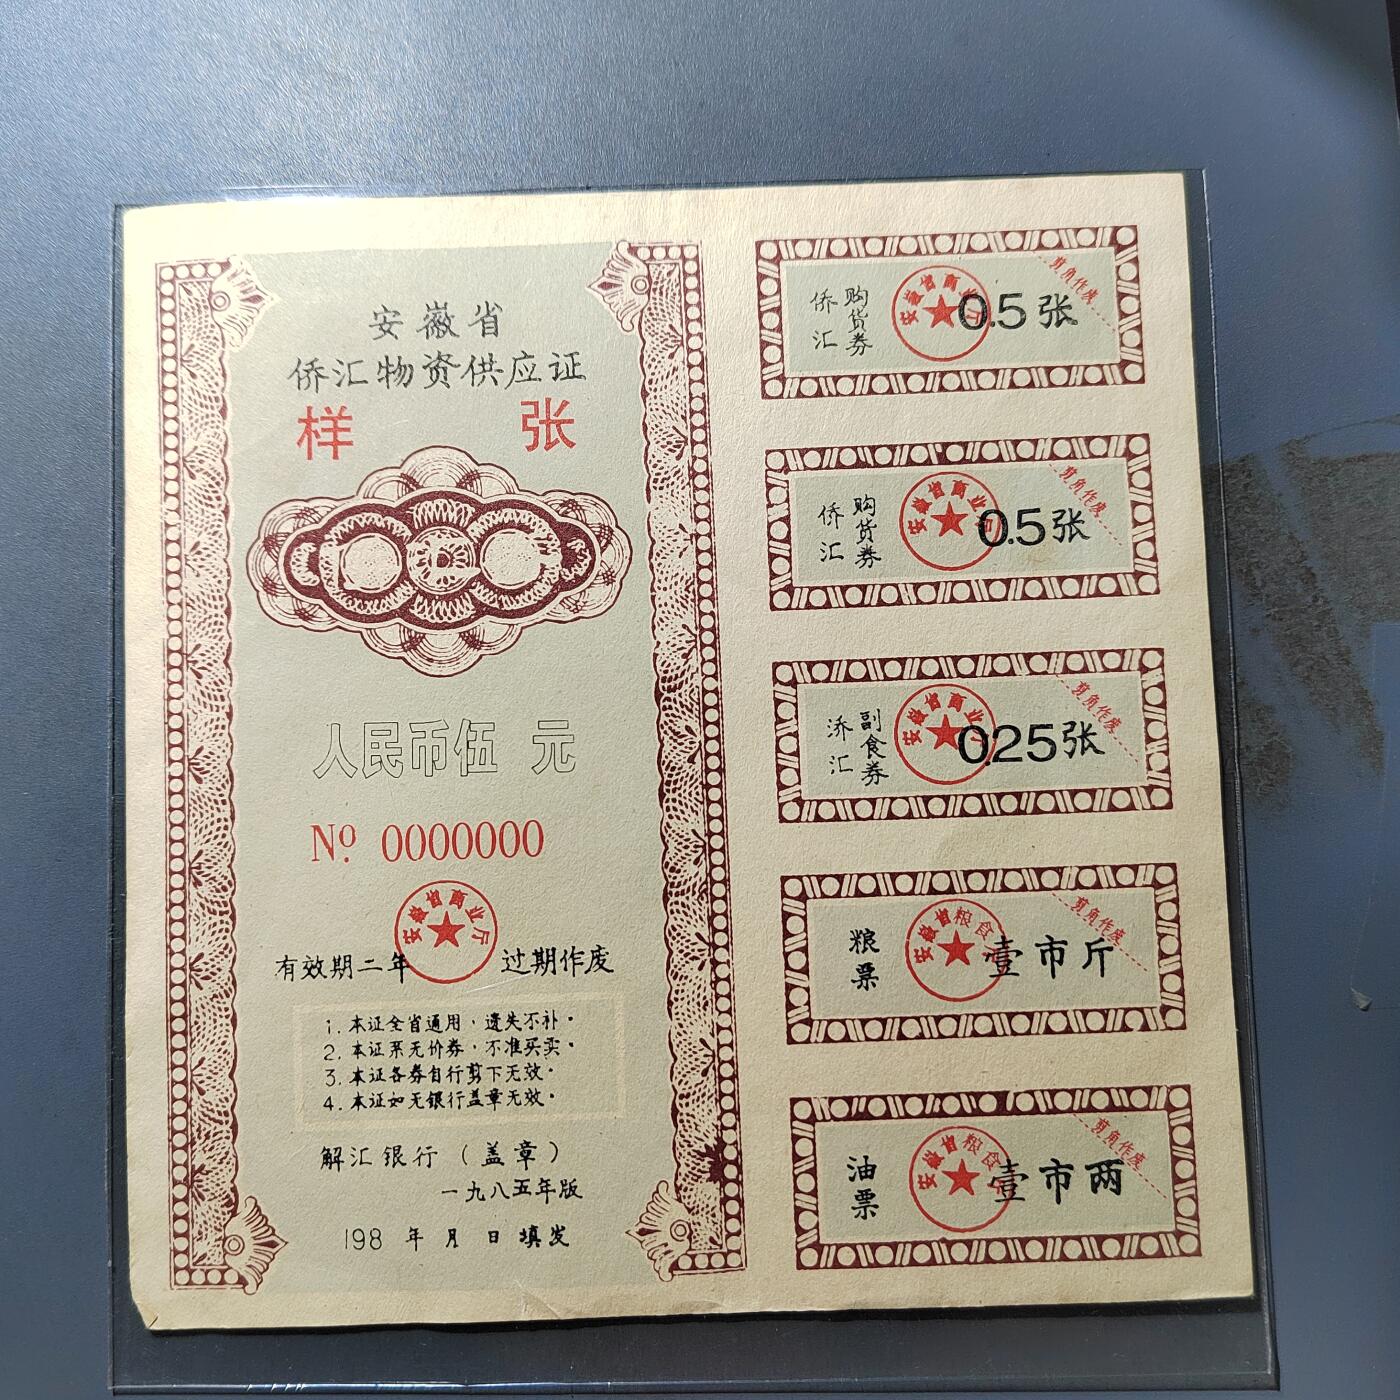 安徽省
侨汇物资供应证
样 张
人民币伍 元
Nº 0000000
安徽省商业厅
有效期二年 过期作废
1. 本证全省通用，遗失不补。
2. 本证系无价券，不准买卖。
3. 本证各券自行剪下无效。
4. 本证如无银行盖章无效。
解汇银行（盖章）
一九八五年版
198 年 月 日 填发
侨汇
购货券
安徽省商业厅
0.5张
剪角作废
侨汇
购货券
安徽省商业厅
0.5张
剪角作废
侨汇
副食券
安徽省商业厅
0.25张
剪角作废
粮票
安徽省粮食
壹市斤
剪角作废
油票
安徽省粮食
壹市两
剪角作废